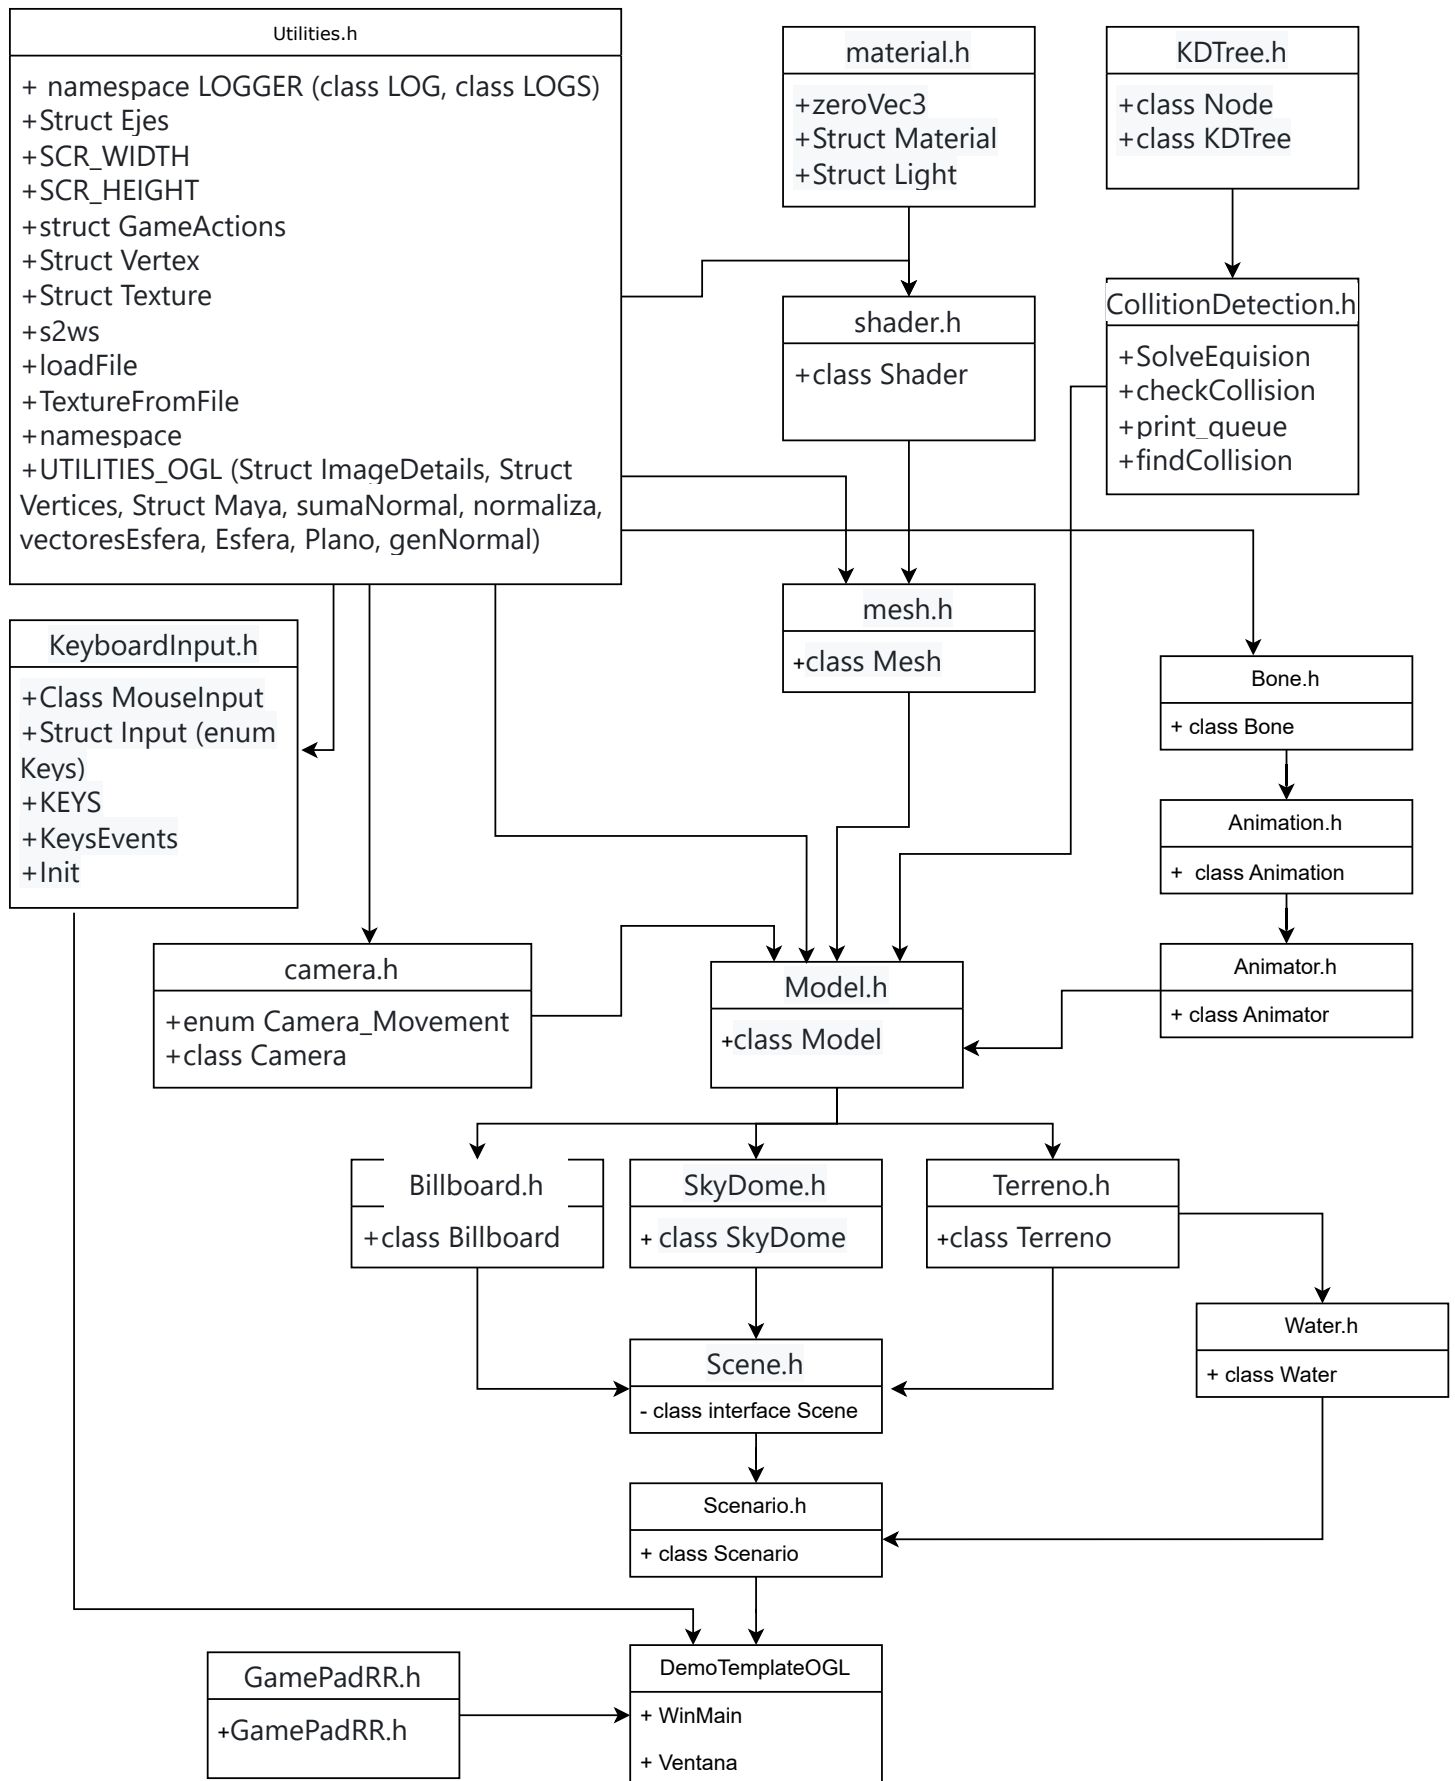 Utilities.h
+ namespace LOGGER (class LOG, class LOGS)
+Struct Ejes
+SCR_WIDTH
+SCR_HEIGHT
+struct GameActions
+Struct Vertex
+Struct Texture
+s2ws
+loadFile
+TextureFromFile
+namespace
+UTILITIES_OGL (Struct ImageDetails, Struct
Vertices, Struct Maya, sumaNormal, normaliza,
vectoresEsfera, Esfera, Plano, genNormal)
material.h
+zeroVec3
+Struct Material
+Struct Light
KDTree.h
+class Node
+class KDTree
shader.h
+class Shader
CollitionDetection.h
+SolveEquision
+checkCollision
+print_queue
+findCollision
mesh.h
+class Mesh
KeyboardInput.h
+Class MouseInput
+Struct Input (enum
Keys)
+KEYS
+KeysEvents
+Init
Bone.h
+ class Bone
Animation.h
+ class Animation
camera.h
+enum Camera_Movement
+class Camera
Model.h
+class Model
Animator.h
+ class Animator
Billboard.h
+class Billboard
SkyDome.h
+ class SkyDome
Terreno.h
+class Terreno
Water.h
+ class Water
Scene.h
- class interface Scene
Scenario.h
+ class Scenario
GamePadRR.h
+GamePadRR.h
DemoTemplateOGL
+ WinMain
+ Ventana